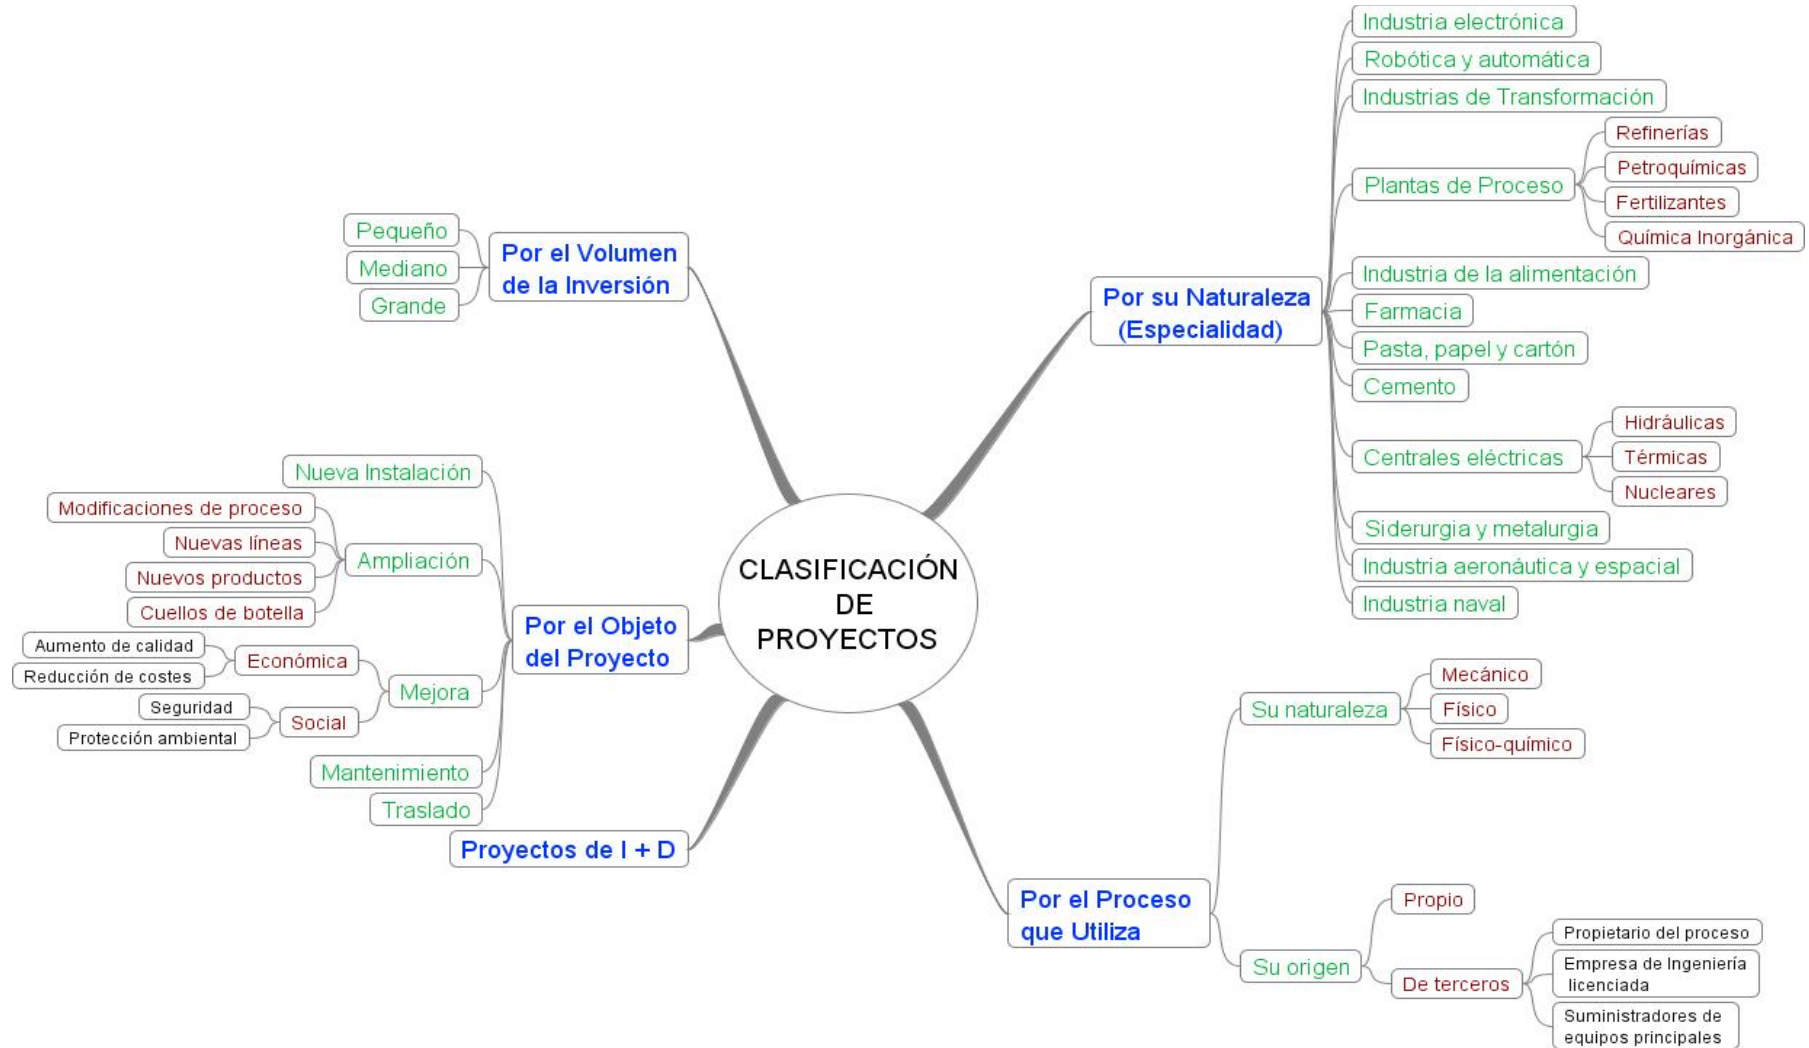 CLASIFICACIÓN
DE
PROYECTOS
Por el Volumen
de la Inversión
Pequeño
Mediano
Grande
Por el Objeto
del Proyecto
Nueva Instalación
Ampliación
Modificaciones de proceso
Nuevas líneas
Nuevos productos
Cuellos de botella
Mejora
Económica
Aumento de calidad
Reducción de costes
Social
Seguridad
Protección ambiental
Mantenimiento
Traslado
Proyectos de I + D
Por su Naturaleza
(Especialidad)
Industria electrónica
Robótica y automática
Industrias de Transformación
Plantas de Proceso
Refinerías
Petroquímicas
Fertilizantes
Química Inorgánica
Industria de la alimentación
Farmacia
Pasta, papel y cartón
Cemento
Centrales eléctricas
Hidráulicas
Térmicas
Nucleares
Siderurgia y metalurgia
Industria aeronáutica y espacial
Industria naval
Por el Proceso
que Utiliza
Su naturaleza
Mecánico
Físico
Físico-químico
Su origen
Propio
De terceros
Propietario del proceso
Empresa de Ingeniería
licenciada
Suministradores de
equipos principales